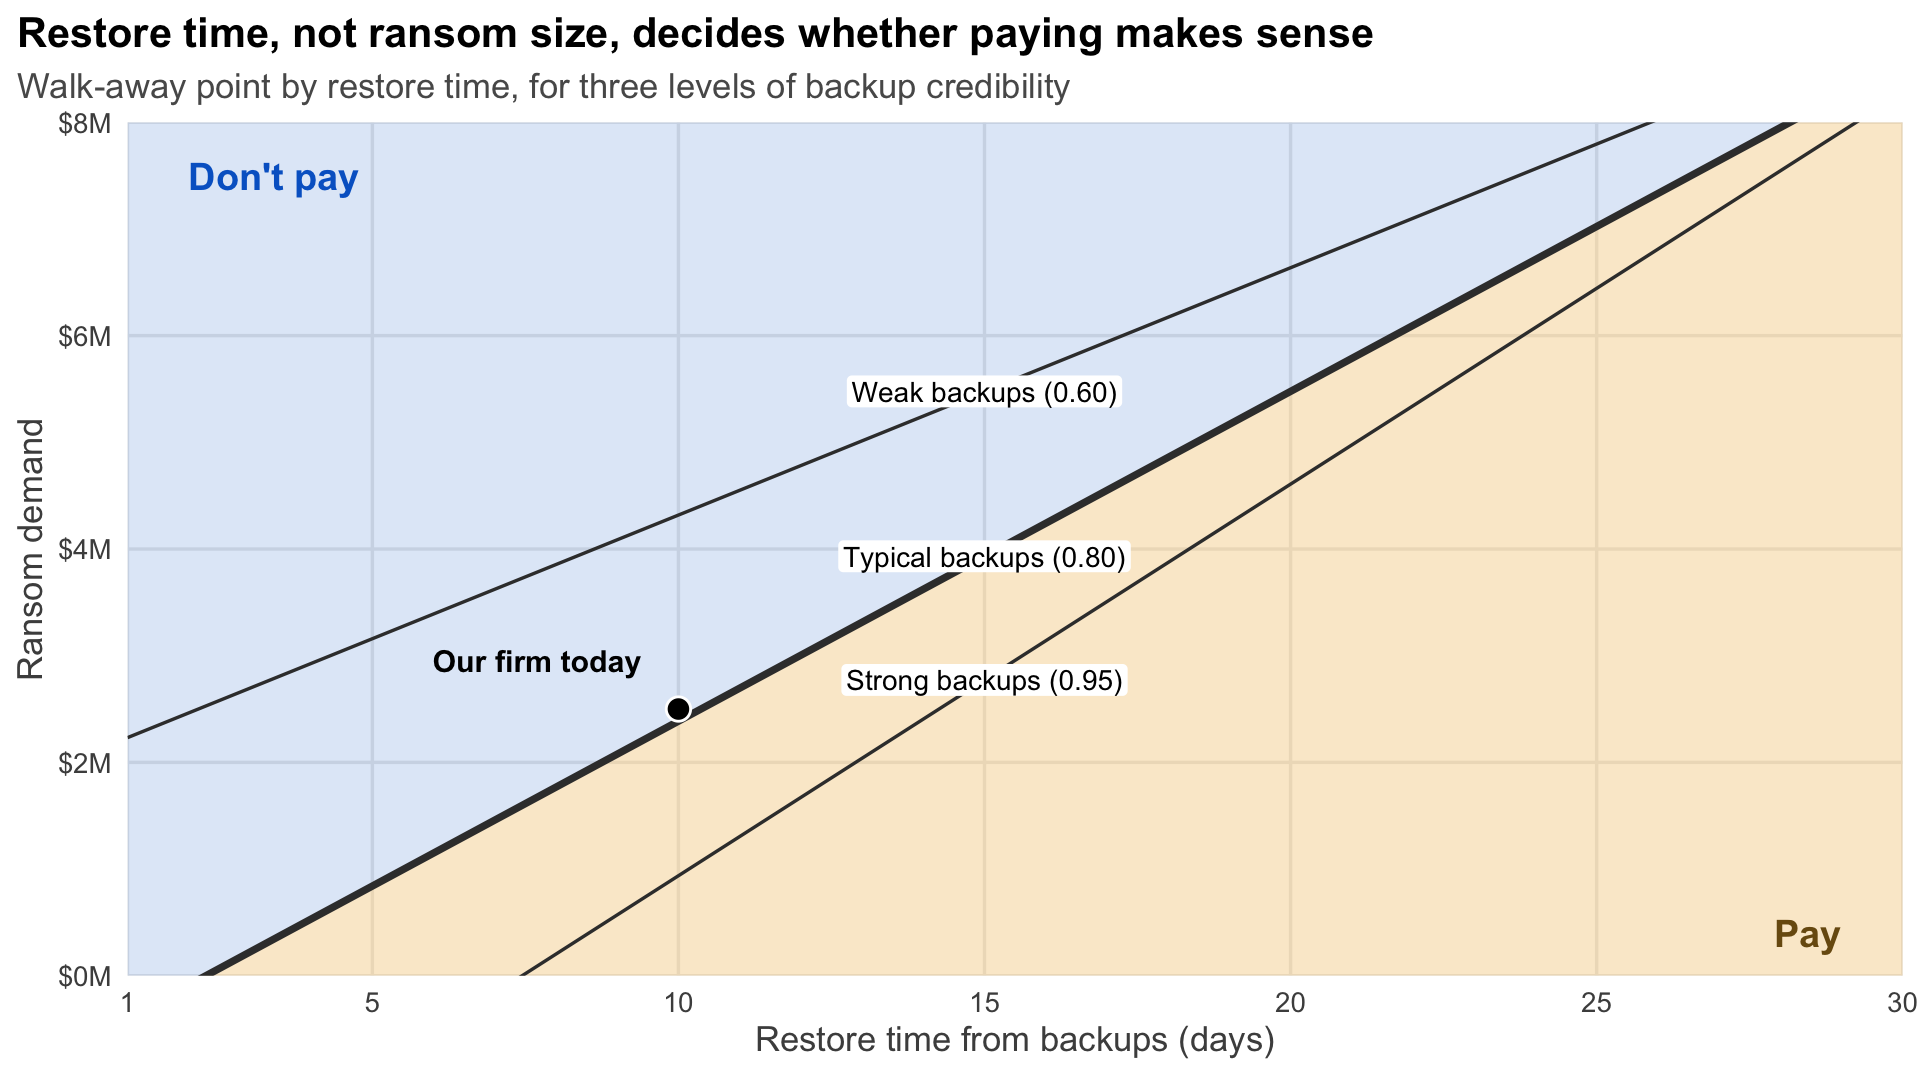 Restore time, not ransom size, decides whether paying makes sense
Walk-away point by restore time, for three levels of backup credibility
$8M
Don't pay
$6M
Weak backups (0.60)
Ransom demand
$4M
Typical backups (0.80)
Our firm today
Strong backups (0.95)
$2M
Pay
$0M
1 5 10 15 20 25 30
Restore time from backups (days)